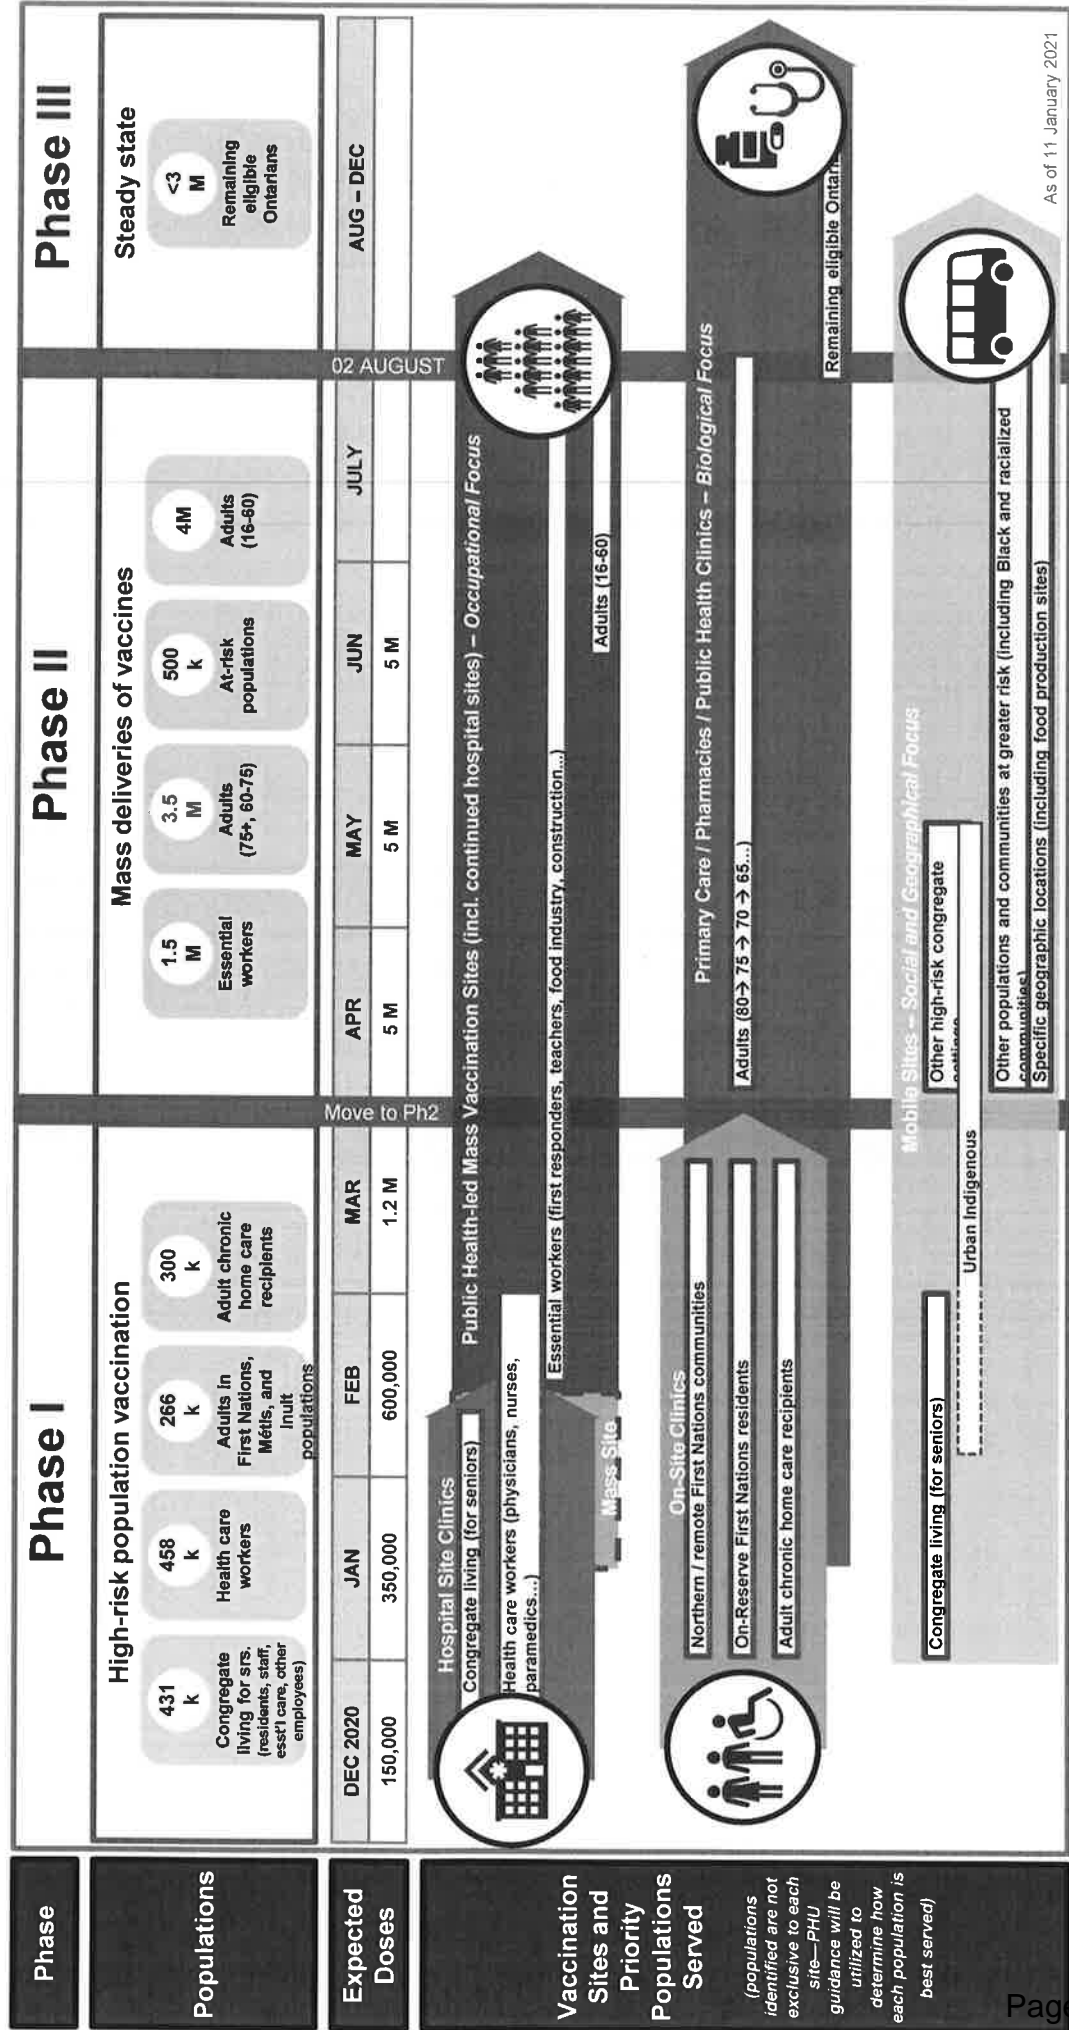 Phase
Phase I
Phase II
Phase III
Populations
High-risk population vaccination
431
k
Congregate
living for srs.
(residents, staff,
esst'l care, other
employees)
458
k
Health care
workers
266
k
Adults in
First Nations,
Métis, and
Inuit
populations
300
k
Adult chronic
home care
recipients
Mass deliveries of vaccines
1.5
M
Essential
workers
3.5
M
Adults
(75+, 60-75)
500
k
At-risk
populations
4M
Adults
(16-60)
Steady state
<3
M
Remaining
eligible
Ontarians
Expected
Doses
DEC 2020
JAN
FEB
MAR
APR
MAY
JUN
JULY
AUG – DEC
150,000
350,000
600,000
1.2 M
5 M
5 M
5 M
Move to Ph2
02 AUGUST
Vaccination
Sites and
Priority
Populations
Served
(populations
identified are not
exclusive to each
site—PHU
guidance will be
utilized to
determine how
each population is
best served)
Hospital Site Clinics
Congregate living (for seniors)
Health care workers (physicians, nurses,
paramedics...)
Mass Site
Public Health-led Mass Vaccination Sites (incl. continued hospital sites) – Occupational Focus
Essential workers (first responders, teachers, food industry, construction...)
Adults (16-60)
On-Site Clinics
Northern / remote First Nations communities
On-Reserve First Nations residents
Adult chronic home care recipients
Primary Care / Pharmacies / Public Health Clinics – Biological Focus
Adults (80→ 75 → 70 → 65...)
Remaining eligible
Mobile Sites – Social and Geographical Focus
Congregate living (for seniors)
Other high-risk congregate
settings
Urban Indigenous
Other populations and communities at greater risk (including Black and racialized
communities)
Specific geographic locations (including food production sites)
As of 11 January 2021